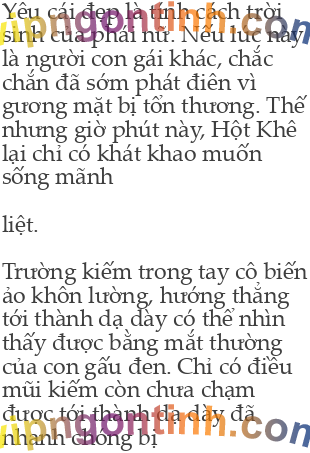 Yêu cái đẹp là tính cách trời
sinh của phái nữ. Nếu lúc này
là người con gái khác, chắc
chắn đã sớm phát điên vì
gương mặt bị tổn thương. Thế
nhưng giờ phút này, Hột Khê
lại chỉ có khát khao muốn
sống mãnh
liệt.
Trường kiếm trong tay cô biến
ảo khôn lường, hướng thẳng
tới thành dạ dày có thể nhìn
thấy được bằng mắt thường
của con gấu đen. Chỉ có điều
mũi kiếm còn chưa chạm
được tới thành dạ dày đã
nhanh chóng bị
vipngontinh.com
vipngontinh.com